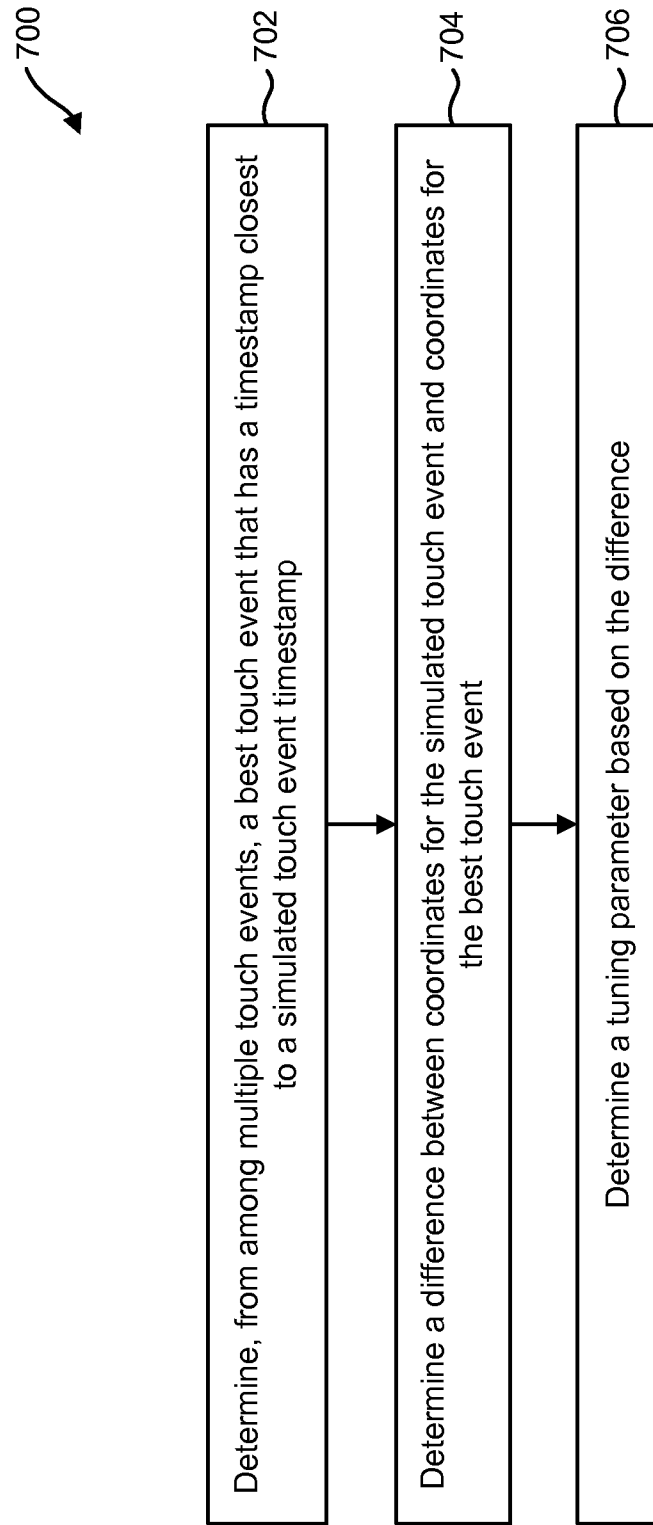 700
702
Determine, from among multiple touch events, a best touch event that has a timestamp closest
to a simulated touch event timestamp
704
Determine a difference between coordinates for the simulated touch event and coordinates for
the best touch event
706
Determine a tuning parameter based on the difference